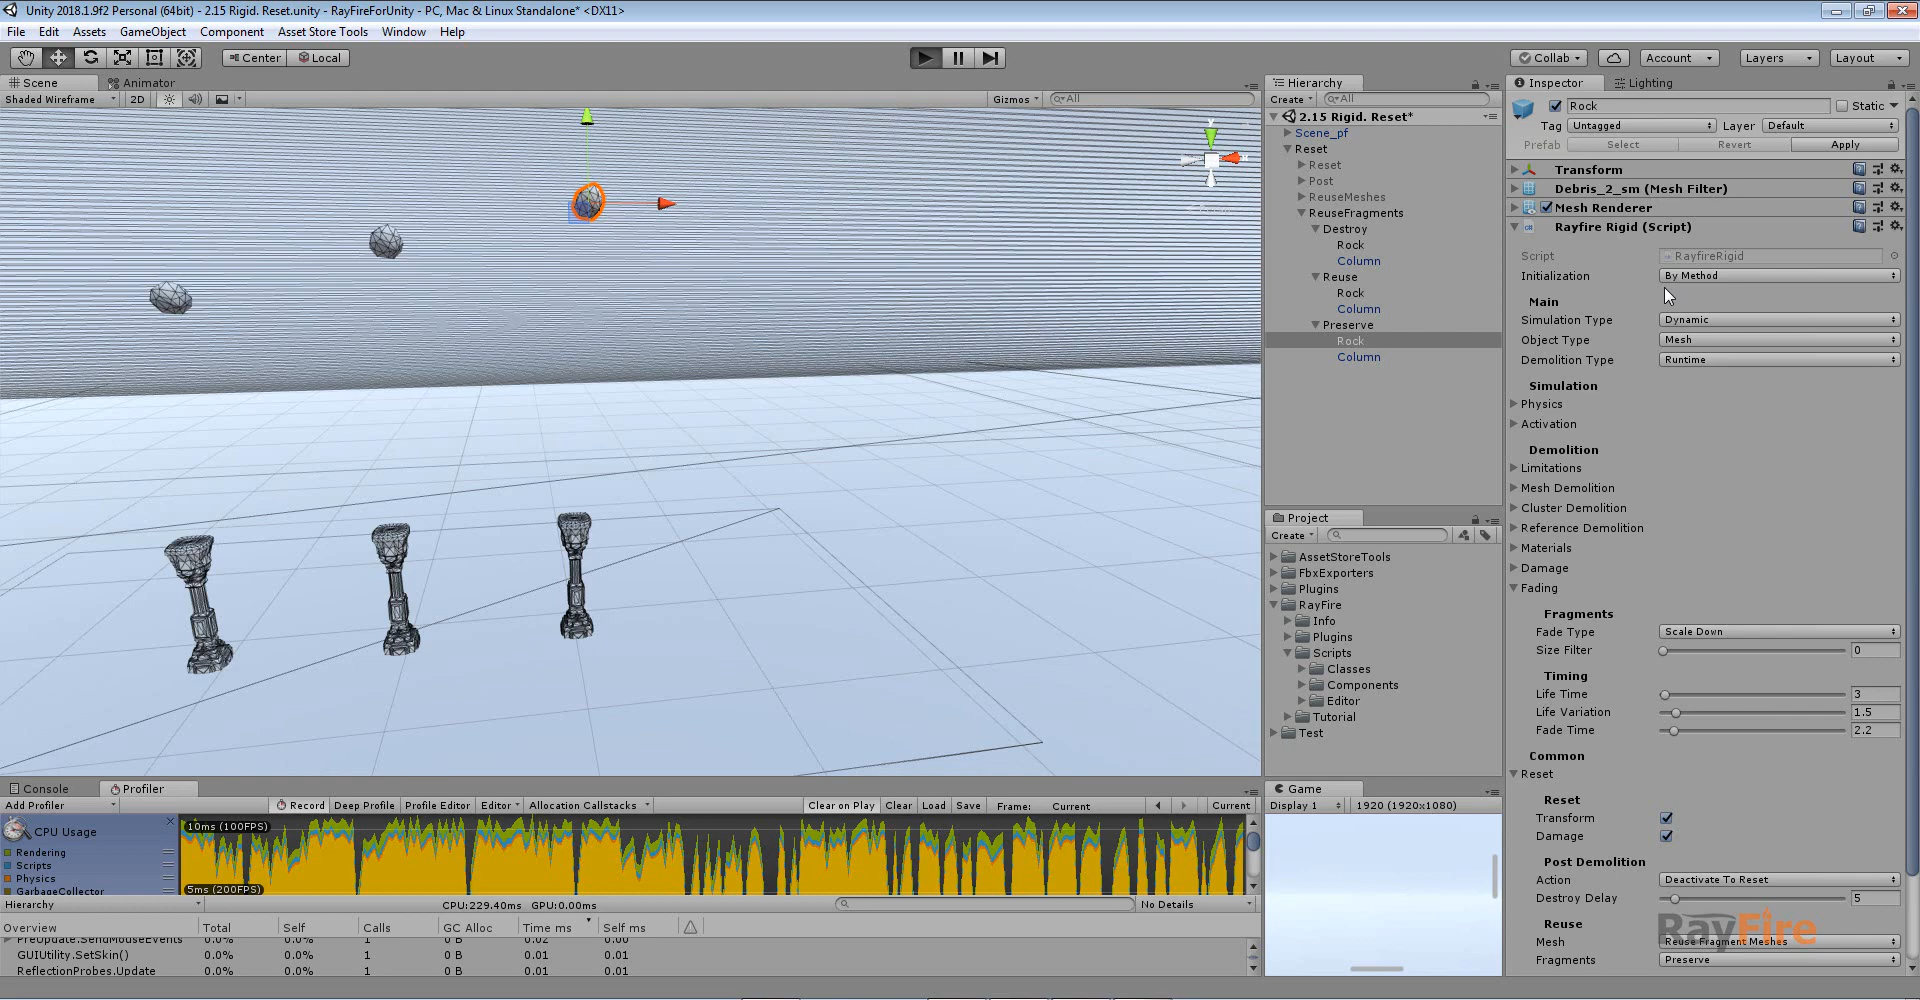 Unity 2018.1.9f2 Personal (64bit) - 2.15 Rigid. Reset.unity - RayFireForUnity - PC, Mac & Linux Standalone* <DX11>
File Edit Assets GameObject Component Asset Store Tools Window Help
Center Local Collab Account Layers Layout
Scene Animator
Shaded Wireframe 2D Gizmos All
Hierarchy
Create All
2.15 Rigid. Reset*
Scene_pf
Reset
Reset
Post
ReuseMeshes
ReuseFragments
Destroy
Rock
Column
Reuse
Rock
Column
Preserve
Rock
Column
Project
Create
AssetStoreTools
FbxExporters
Plugins
RayFire
Info
Plugins
Scripts
Classes
Components
Editor
Tutorial
Test
Inspector Lighting
Rock Static
Tag Untagged Layer Default
Prefab Select Revert Apply
Transform
Debris_2_sm (Mesh Filter)
Mesh Renderer
Rayfire Rigid (Script)
Script RayfireRigid
Initialization By Method
Main
Simulation Type Dynamic
Object Type Mesh
Demolition Type Runtime
Simulation
Physics
Activation
Demolition
Limitations
Mesh Demolition
Cluster Demolition
Reference Demolition
Materials
Damage
Fading
Fragments
Fade Type Scale Down
Size Filter 0
Timing
Life Time 3
Life Variation 1.5
Fade Time 2.2
Common
Reset
Reset
Transform
Damage
Post Demolition
Action Deactivate To Reset
Destroy Delay 5
Reuse
Mesh Reuse Fragment Meshes
Fragments Preserve
RayFire
Console Profiler
Add Profiler Record Deep Profile Profile Editor Editor Allocation Callstacks Clear on Play Clear Load Save Frame: Current Current
CPU Usage
Rendering
Scripts
Physics
GarbageCollector
10ms (100FPS)
5ms (200FPS)
Hierarchy CPU:229.40ms GPU:0.00ms No Details
Overview Total Self Calls GC Alloc Time ms Self ms
PreUpdate.SendMouseEvents 0.0% 0.0% 1 0 B 0.02 0.00
GUIUtility.SetSkin() 0.0% 0.0% 1 0 B 0.01 0.01
ReflectionProbes.Update 0.0% 0.0% 1 0 B 0.01 0.01
Game
Display 1 1920 (1920x1080)